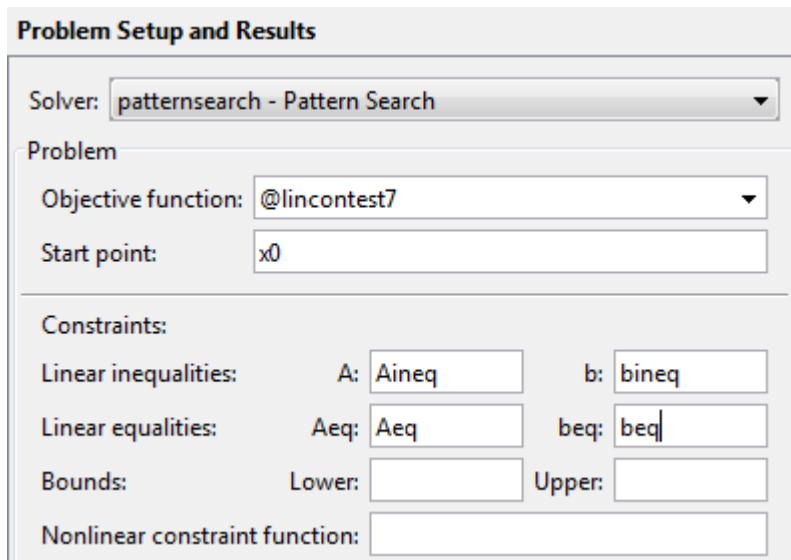 Problem Setup and Results
Solver: patternsearch - Pattern Search
Problem
Objective function: @lincontest7
Start point: x0
Constraints:
Linear inequalities: A: Aineq b: bineq
Linear equalities: Aeq: Aeq beq: beq
Bounds: Lower: Upper:
Nonlinear constraint function: